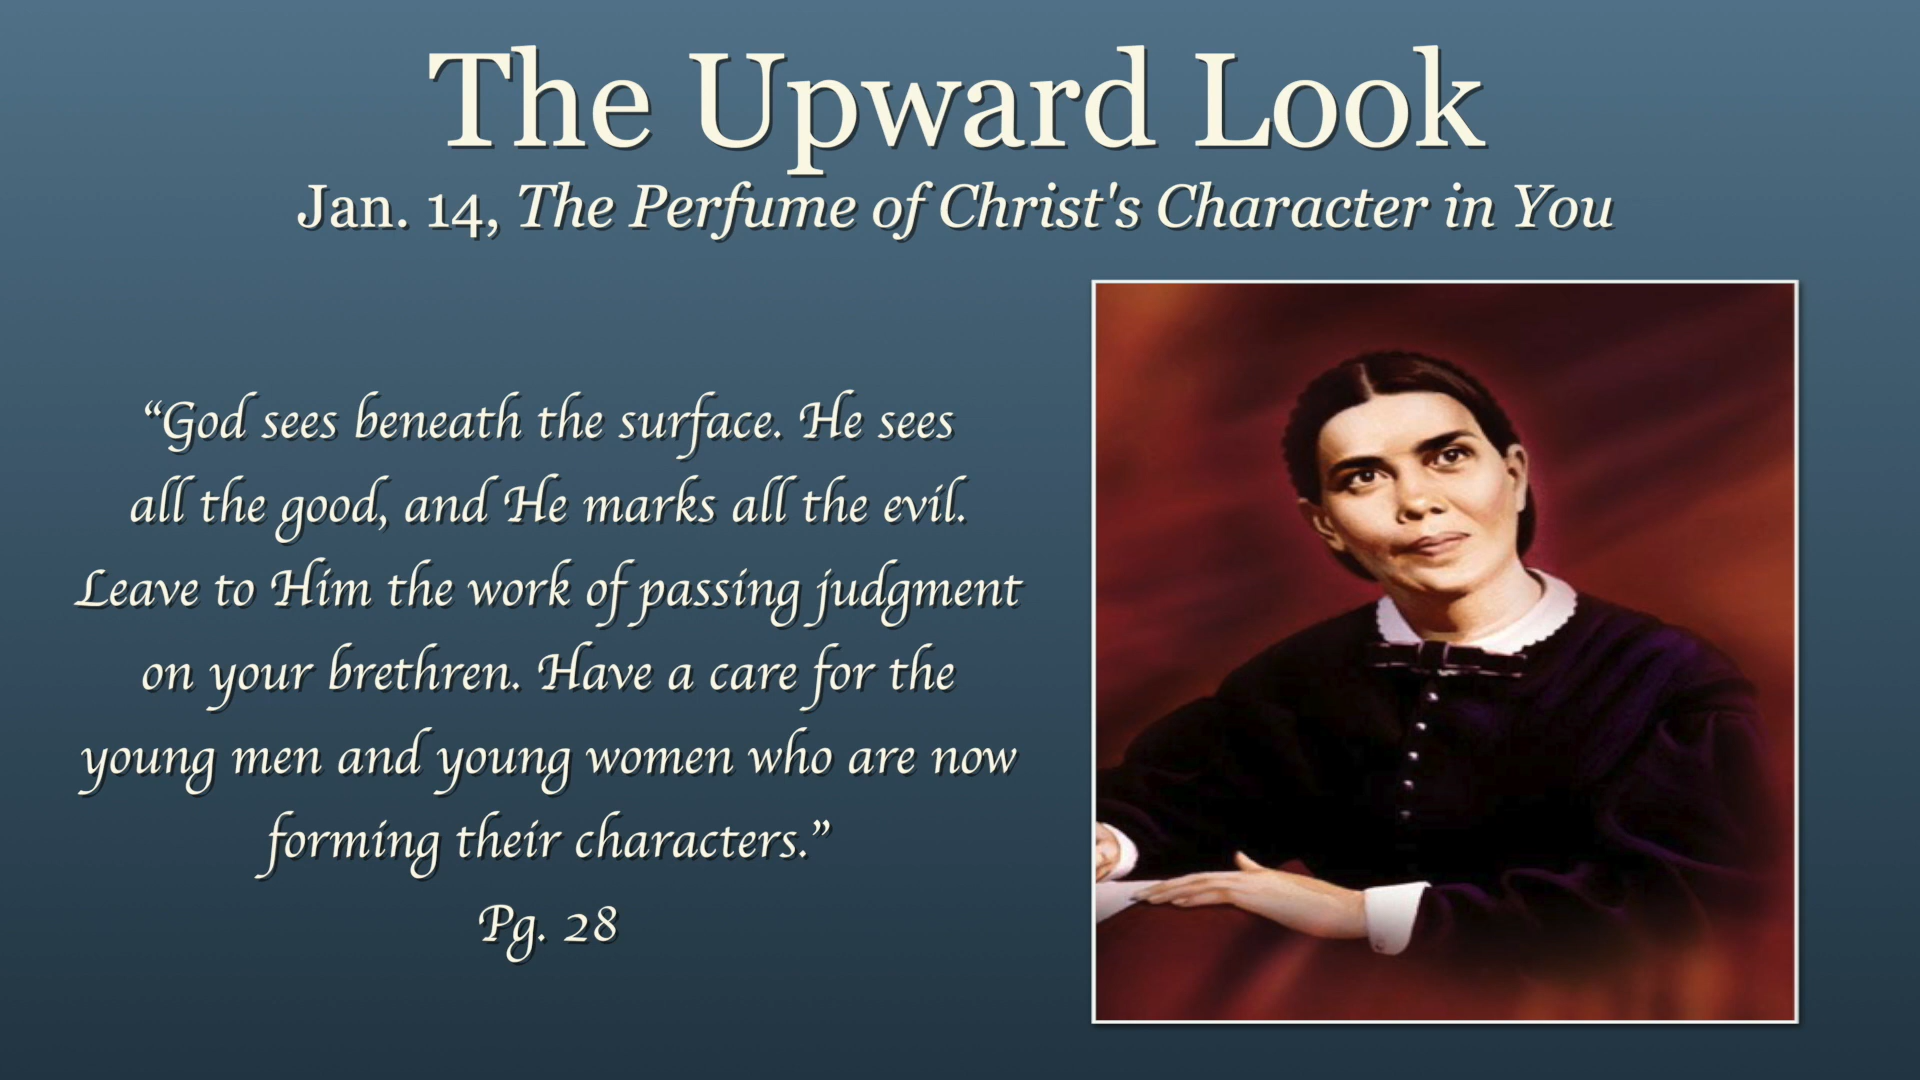 The Upward Look
Jan. 14, The Perfume of Christ's Character in You
“God sees beneath the surface. He sees
all the good, and He marks all the evil.
Leave to Him the work of passing judgment
on your brethren. Have a care for the
young men and young women who are now
forming their characters.”
Pg. 28